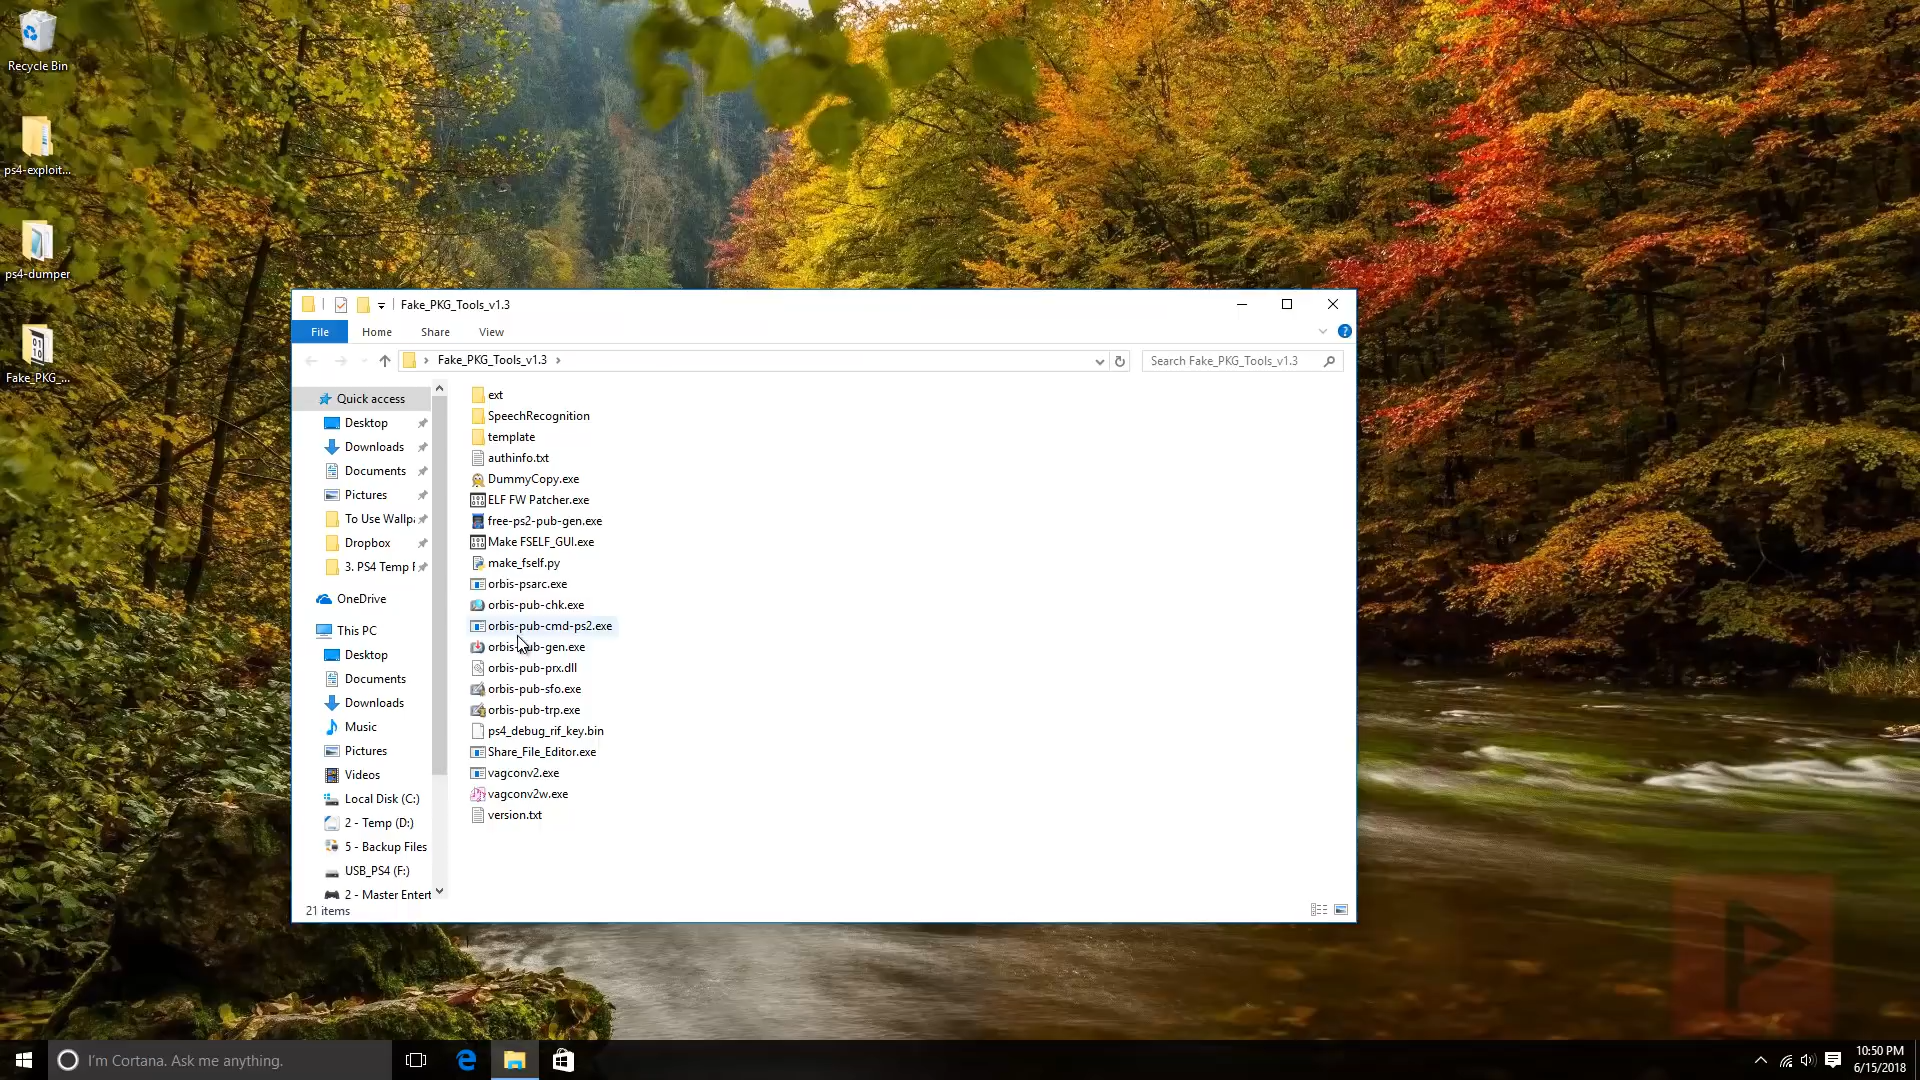 Recycle Bin
ps4-exploit...
ps4-dumper
Fake_PKG_...
Fake_PKG_Tools_v1.3
File
Home
Share
View
?
Fake_PKG_Tools_v1.3
Search Fake_PKG_Tools_v1.3
Quick access
Desktop
Downloads
Documents
Pictures
To Use Wallp
Dropbox
3. PS4 Temp F
OneDrive
This PC
Desktop
Documents
Downloads
Music
Pictures
Videos
Local Disk (C:)
2 - Temp (D:)
5 - Backup Files
USB_PS4 (F:)
2 - Master Entert
ext
SpeechRecognition
template
authinfo.txt
DummyCopy.exe
ELF FW Patcher.exe
free-ps2-pub-gen.exe
Make FSELF_GUI.exe
make_fself.py
orbis-psarc.exe
orbis-pub-chk.exe
orbis-pub-cmd-ps2.exe
orbis-pub-gen.exe
orbis-pub-prx.dll
orbis-pub-sfo.exe
orbis-pub-trp.exe
ps4_debug_rif_key.bin
Share_File_Editor.exe
vagconv2.exe
vagconv2w.exe
version.txt
21 items
I'm Cortana. Ask me anything.
10:50 PM
6/15/2018